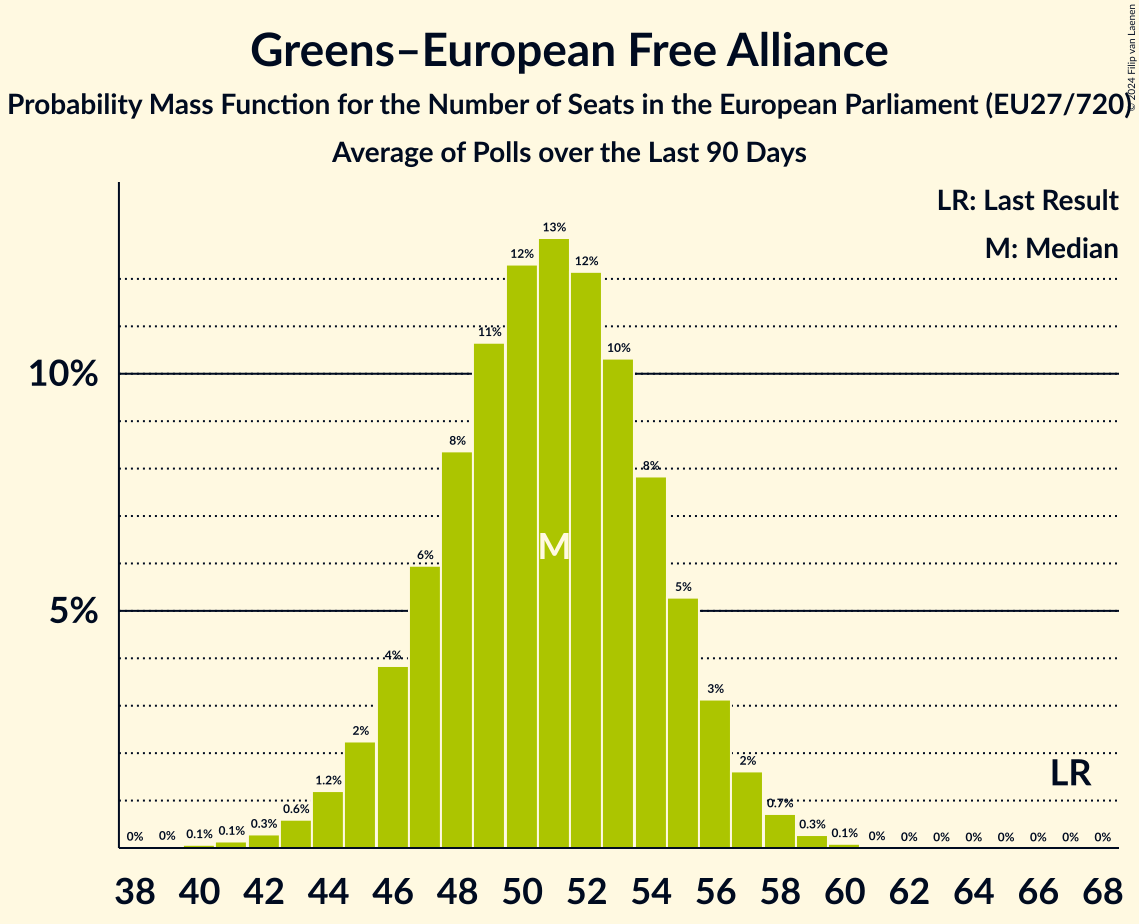 Greens–European Free Alliance
Probability Mass Function for the Number of Seats in the European Parliament (EU27/720)
Average of Polls over the Last 90 Days
© 2024 Filip van Laenen
LR: Last Result
M: Median
10%
5%
0% 0% 0.1% 0.1% 0.3% 0.6% 1.2% 2% 4% 6% 8% 11% 12% 13% 12% 10% 8% 5% 3% 2% 0.7% 0.3% 0.1% 0% 0% 0% 0% 0% 0% 0% 0%
M
LR
38 40 42 44 46 48 50 52 54 56 58 60 62 64 66 68